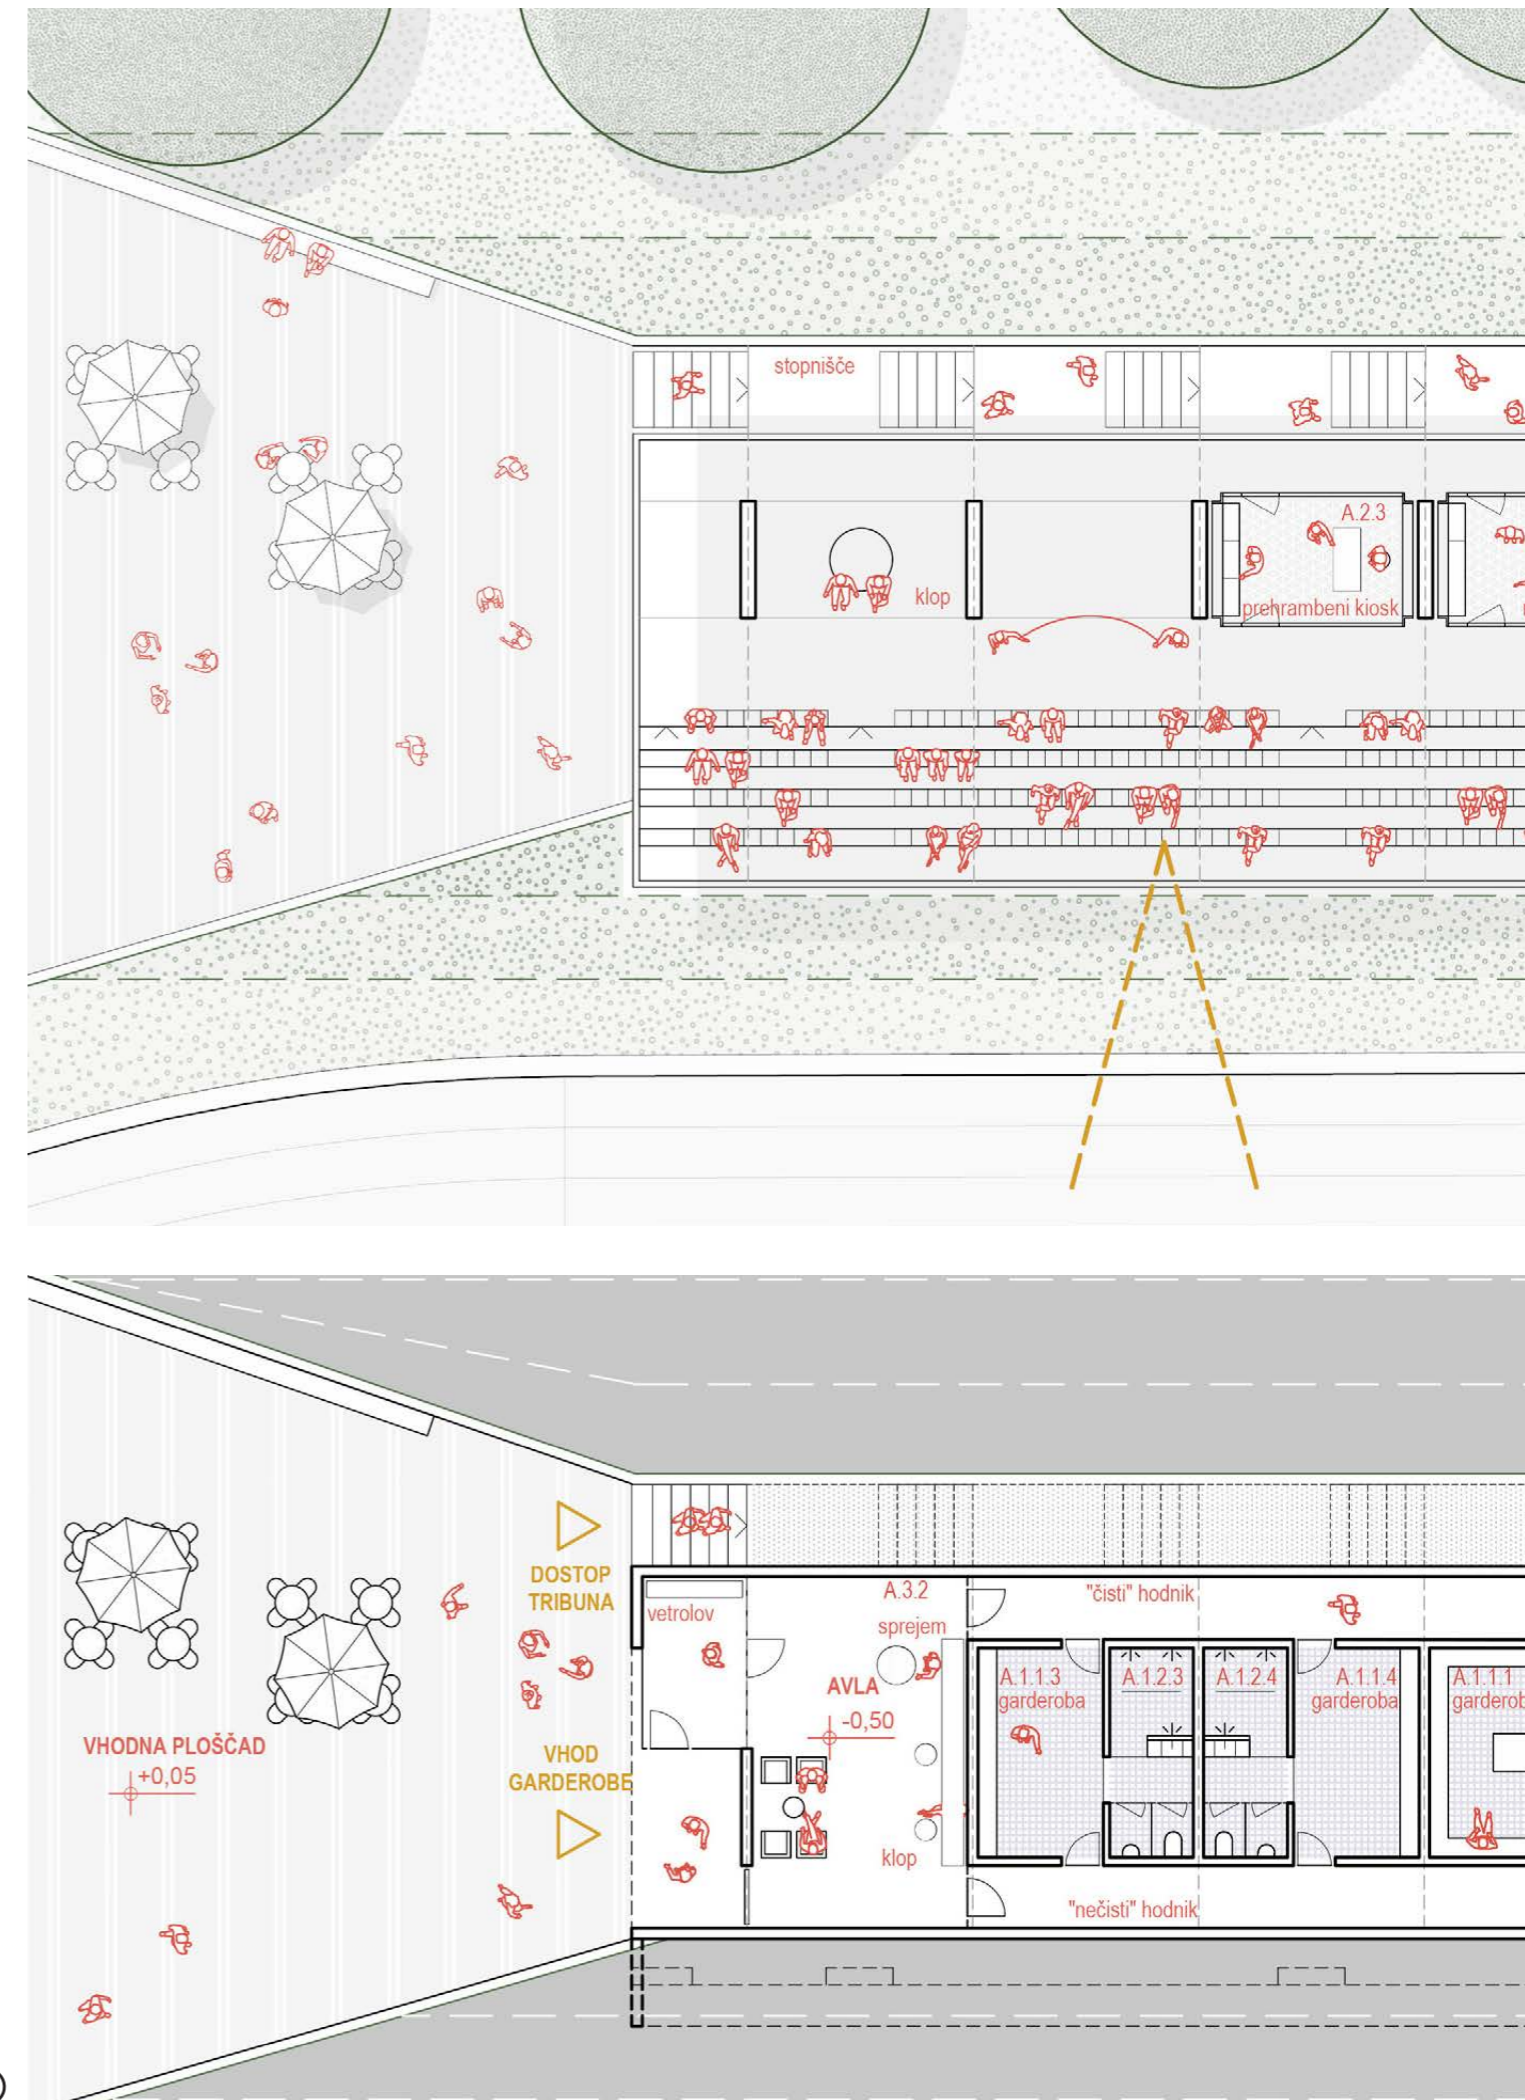 stopnišče
A.2.3
klop
prehrambeni kiosk
DOSTOP
TRIBUNA
vetrolov
A.3.2
sprejem
"čisti" hodnik
AVLA
-0,50
A.1.1.3
garderoba
A.1.2.3
A.1.2.4
A.1.1.4
garderoba
A.1.1.1
VHODNA PLOŠČAD
+0,05
VHOD
GARDEROBE
klop
"nečisti" hodnik